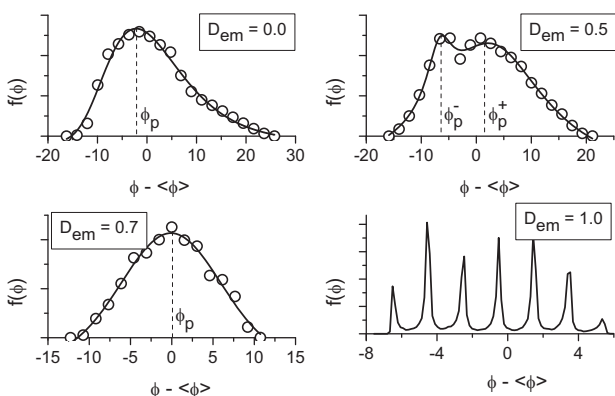 D_em = 0.0
f(ϕ)
ϕ_p
-20 -10 0 10 20 30
ϕ - <ϕ>
D_em = 0.5
f(ϕ)
ϕ_p^- ϕ_p^+
-20 -10 0 10 20
ϕ - <ϕ>
D_em = 0.7
f(ϕ)
ϕ_p
-15 -10 -5 0 5 10 15
ϕ - <ϕ>
D_em = 1.0
f(ϕ)
-8 -4 0 4
ϕ - <ϕ>